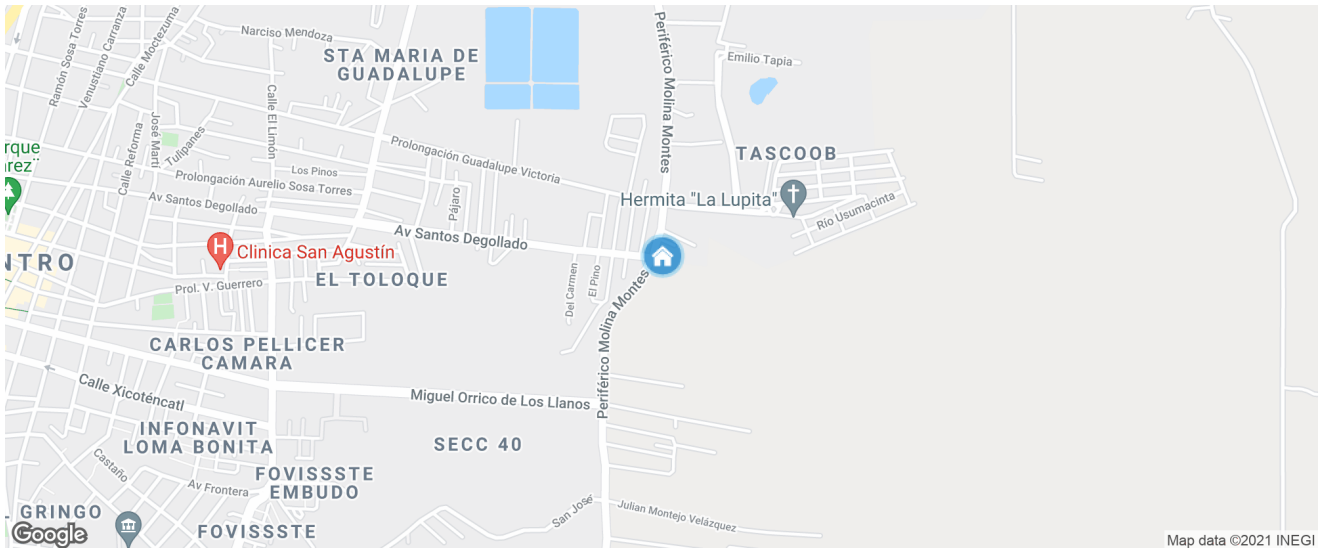 Narciso Mendoza
Ramón Sosa Torres
Venustiano Carranza
Calle Moctezuma
STA MARIA DE
GUADALUPE
Periférico Molina Montes
Emilio Tapia
Calle El Limón
José Martí
Tulipanes
Calle Reforma
rque
rez"
Prolongación Guadalupe Victoria
TASCOOB
Los Pinos
Prolongación Aurelio Sosa Torres
Pájaro
Hermita "La Lupita"
Río Usumacinta
Av Santos Degollado
Av Santos Degollado
H
Clinica San Agustín
NTRO
Prol. V. Guerrero
EL TOLOQUE
Del Carmen
El Pino
Periférico Molina Montes
CARLOS PELLICER
CAMARA
Calle Xicoténcatl
Miguel Orrico de Los Llanos
INFONAVIT
LOMA BONITA
SECC 40
Castaño
FOVISSSTE
EMBUDO
Av Frontera
San José
Julian Montejo Velázquez
L GRINGO
FOVISSSTE
Google
Map data ©2021 INEGI